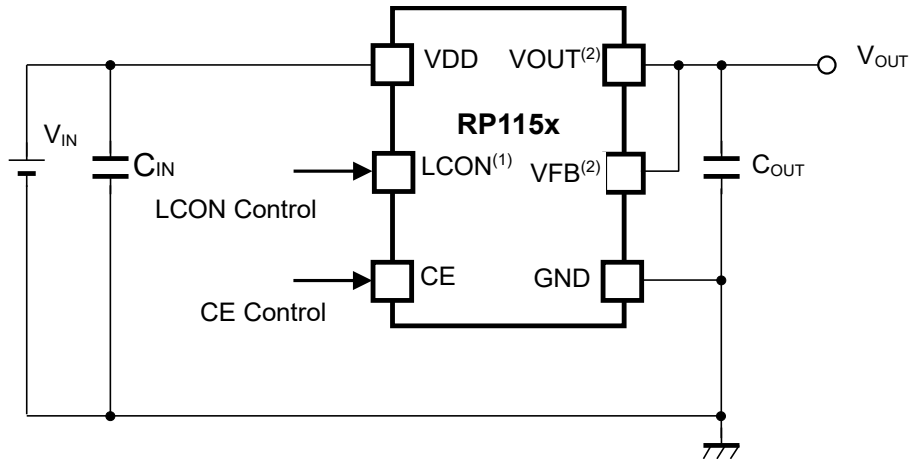 VDD
VOUT(2)
VOUT
RP115x
VIN
CIN
LCON(1)
VFB(2)
COUT
LCON Control
CE
GND
CE Control